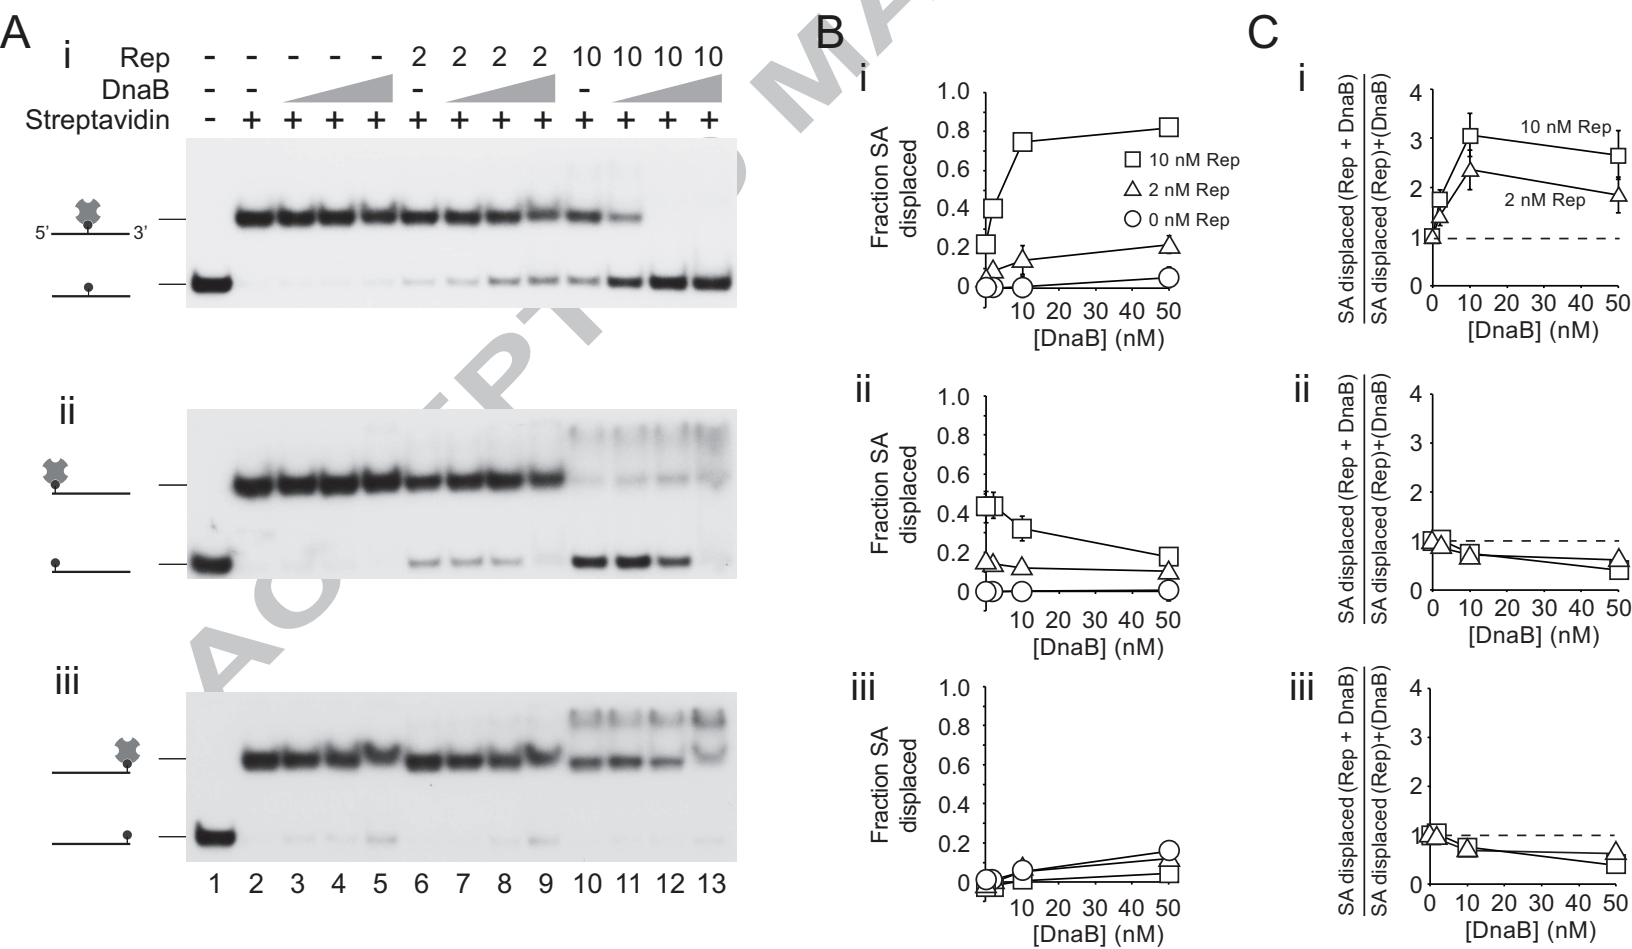 A
i
Rep - - - - - 2 2 2 2 10 10 10 10
DnaB - - - -
Streptavidin - + + + + + + + + + + + +
5' 3'
ii
iii
1 2 3 4 5 6 7 8 9 10 11 12 13
ACCEPTED MA
B
i
Fraction SA
displaced
1.0
0.8
0.6
0.4
0.2
0
10 nM Rep
2 nM Rep
0 nM Rep
10 20 30 40 50
[DnaB] (nM)
ii
Fraction SA
displaced
1.0
0.8
0.6
0.4
0.2
0
10 20 30 40 50
[DnaB] (nM)
iii
Fraction SA
displaced
1.0
0.8
0.6
0.4
0.2
0
10 20 30 40 50
[DnaB] (nM)
C
i
SA displaced (Rep + DnaB)
SA displaced (Rep)+(DnaB)
4
3
2
1
0
10 nM Rep
2 nM Rep
0 10 20 30 40 50
[DnaB] (nM)
ii
SA displaced (Rep + DnaB)
SA displaced (Rep)+(DnaB)
4
3
2
1
0
0 10 20 30 40 50
[DnaB] (nM)
iii
SA displaced (Rep + DnaB)
SA displaced (Rep)+(DnaB)
4
3
2
1
0
0 10 20 30 40 50
[DnaB] (nM)